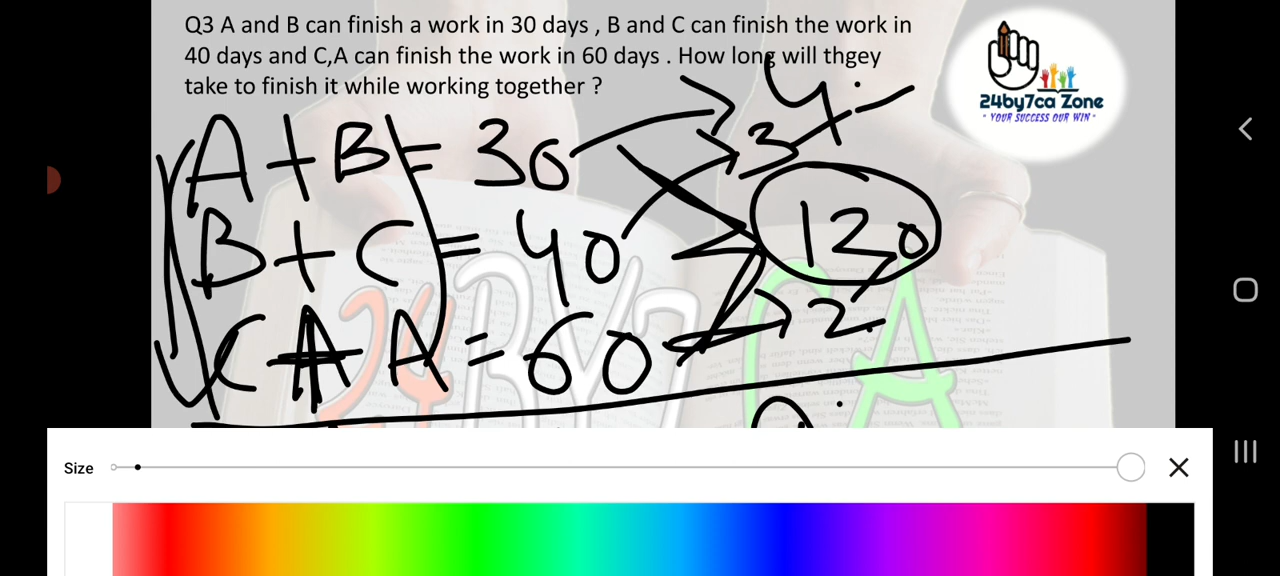 Q3 A and B can finish a work in 30 days , B and C can finish the work in
40 days and C,A can finish the work in 60 days . How long will thgey
take to finish it while working together ?
24by7ca Zone
" YOUR SUCCESS OUR WIN "
A+B = 30 4
3
B+C = 40 120
C+A = 60 2
24BY7CA
Size